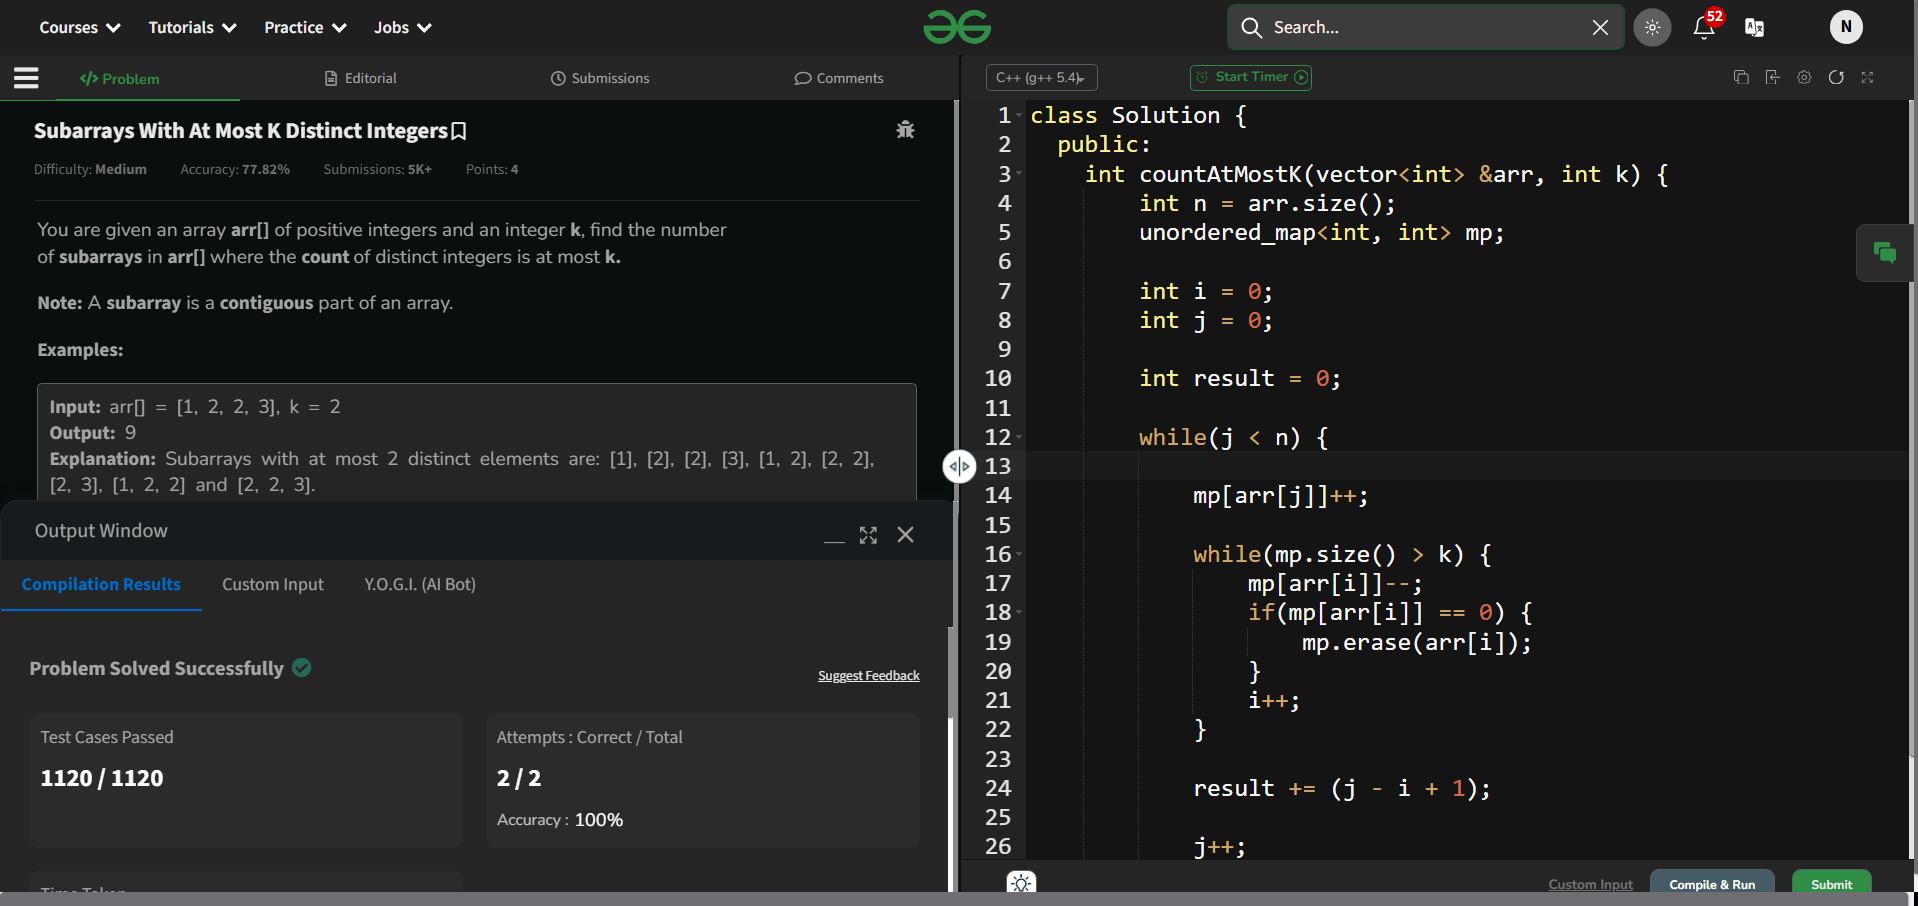 Courses Tutorials Practice Jobs Search... 52 N
Problem Editorial Submissions Comments
C++ (g++ 5.4) Start Timer
Subarrays With At Most K Distinct Integers
Difficulty: Medium Accuracy: 77.82% Submissions: 5K+ Points: 4
You are given an array arr[] of positive integers and an integer k, find the number
of subarrays in arr[] where the count of distinct integers is at most k.
Note: A subarray is a contiguous part of an array.
Examples:
Input: arr[] = [1, 2, 2, 3], k = 2
Output: 9
Explanation: Subarrays with at most 2 distinct elements are: [1], [2], [2], [3], [1, 2], [2, 2],
[2, 3], [1, 2, 2] and [2, 2, 3].
Output Window
Compilation Results Custom Input Y.O.G.I. (AI Bot)
Problem Solved Successfully
Suggest Feedback
Test Cases Passed
1120 / 1120
Attempts : Correct / Total
2 / 2
Accuracy : 100%
Time Taken
1 class Solution {
2 public:
3 int countAtMostK(vector<int> &arr, int k) {
4 int n = arr.size();
5 unordered_map<int, int> mp;
6
7 int i = 0;
8 int j = 0;
9
10 int result = 0;
11
12 while(j < n) {
13
14 mp[arr[j]]++;
15
16 while(mp.size() > k) {
17 mp[arr[i]]--;
18 if(mp[arr[i]] == 0) {
19 mp.erase(arr[i]);
20 }
21 i++;
22 }
23
24 result += (j - i + 1);
25
26 j++;
Custom Input Compile & Run Submit